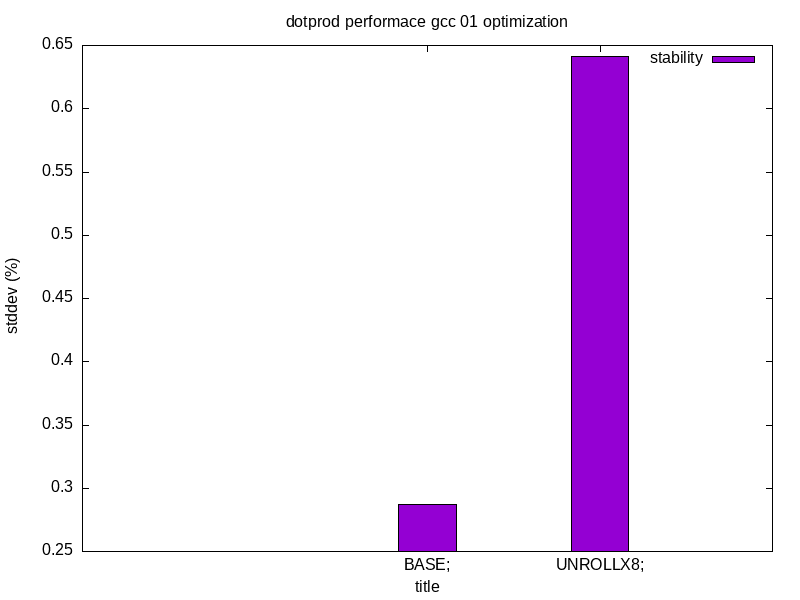 dotprod performace gcc 01 optimization
stability
0.65
0.6
0.55
0.5
0.45
0.4
0.35
0.3
0.25
stddev (%)
BASE; UNROLLX8;
title